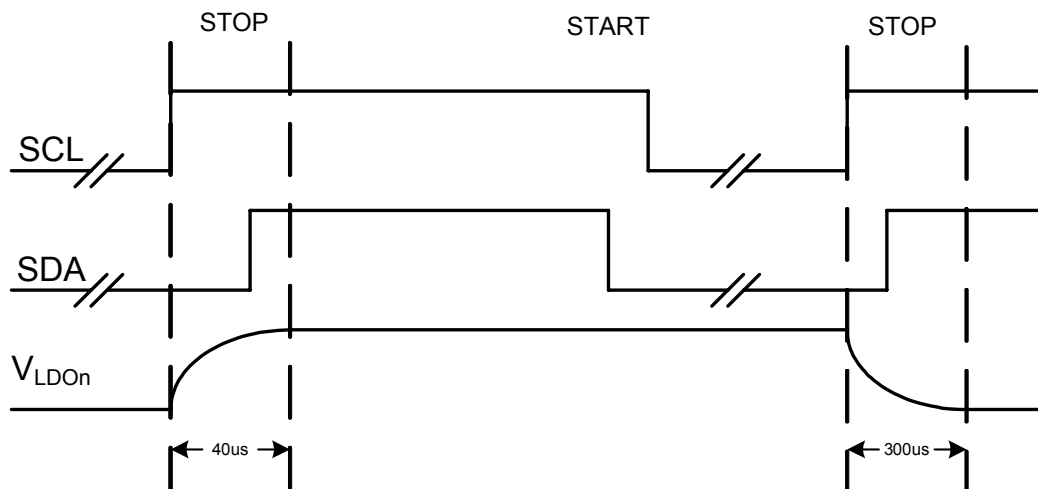 STOP
START
STOP
SCL
SDA
VLDOn
40us
300us